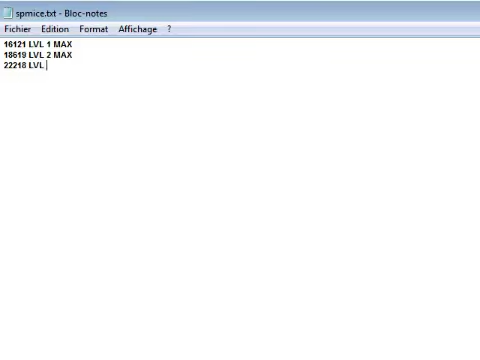 spmice.txt - Bloc-notes
Fichier Edition Format Affichage ?
16121 LVL 1 MAX
18619 LVL 2 MAX
22218 LVL